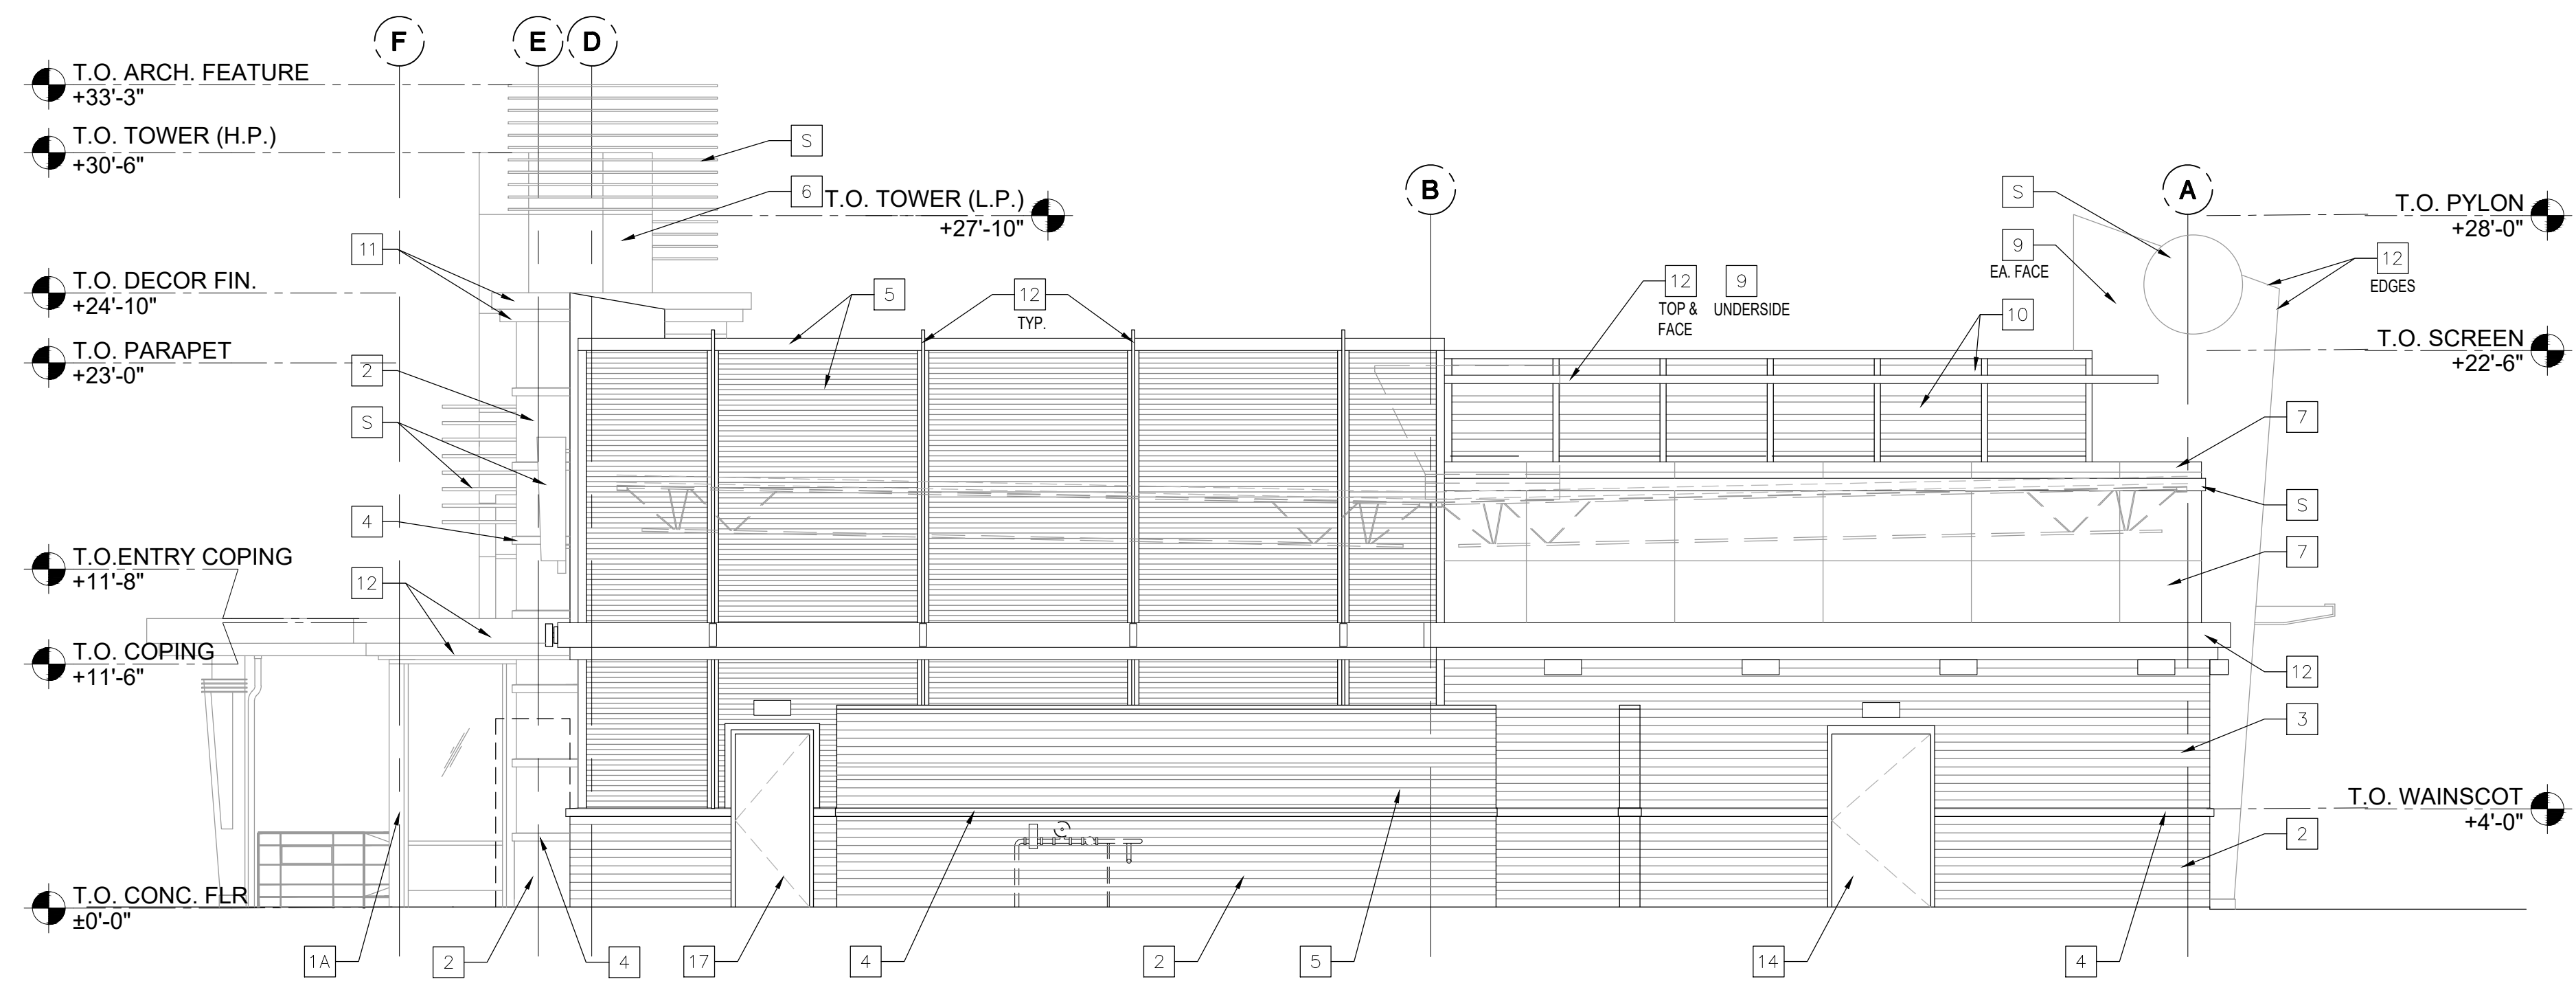 F
E
D
T.O. ARCH. FEATURE
+33'-3"
T.O. TOWER (H.P.)
+30'-6"
S
6
T.O. TOWER (L.P.)
+27'-10"
B
S
A
T.O. PYLON
+28'-0"
11
9
EA. FACE
12
EDGES
T.O. DECOR FIN.
+24'-10"
5
12
TYP.
12
TOP &
FACE
9
UNDERSIDE
10
T.O. PARAPET
+23'-0"
2
T.O. SCREEN
+22'-6"
S
7
4
S
T.O.ENTRY COPING
+11'-8"
12
7
T.O. COPING
+11'-6"
12
3
T.O. WAINSCOT
+4'-0"
2
T.O. CONC. FLR
±0'-0"
1A
2
4
17
4
2
5
14
4